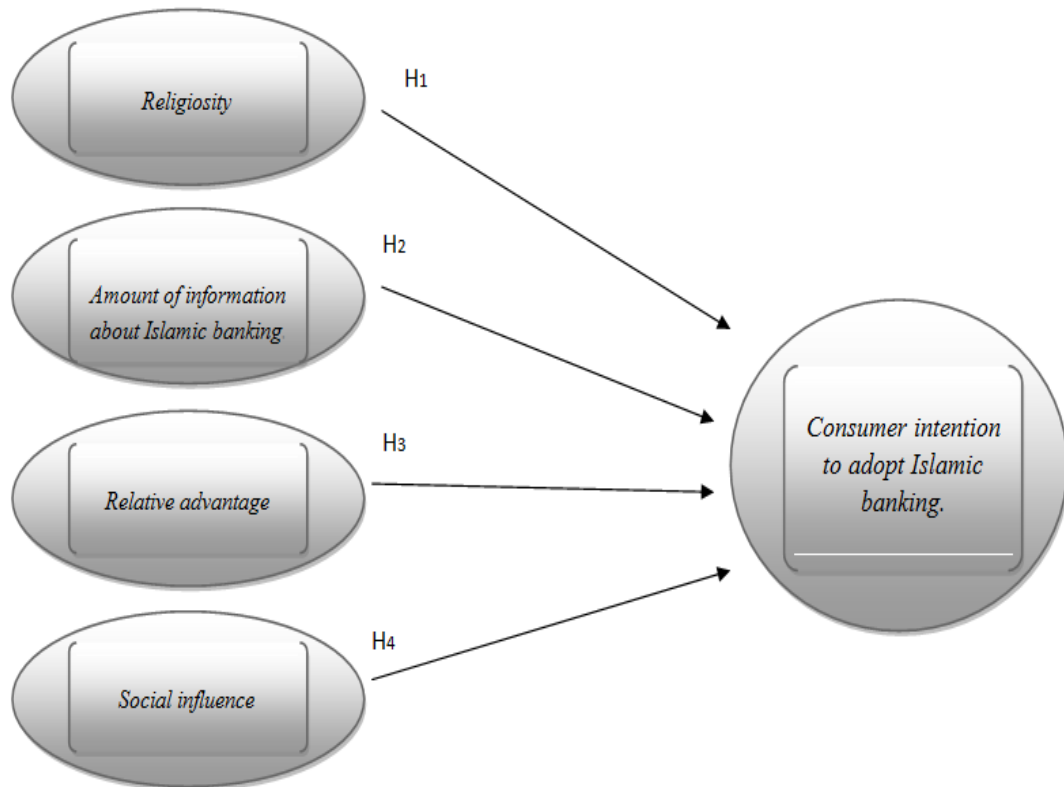 H1
Religiosity
H2
Amount of information
about Islamic banking.
H3
Relative advantage
H4
Social influence
Consumer intention
to adopt Islamic
banking.